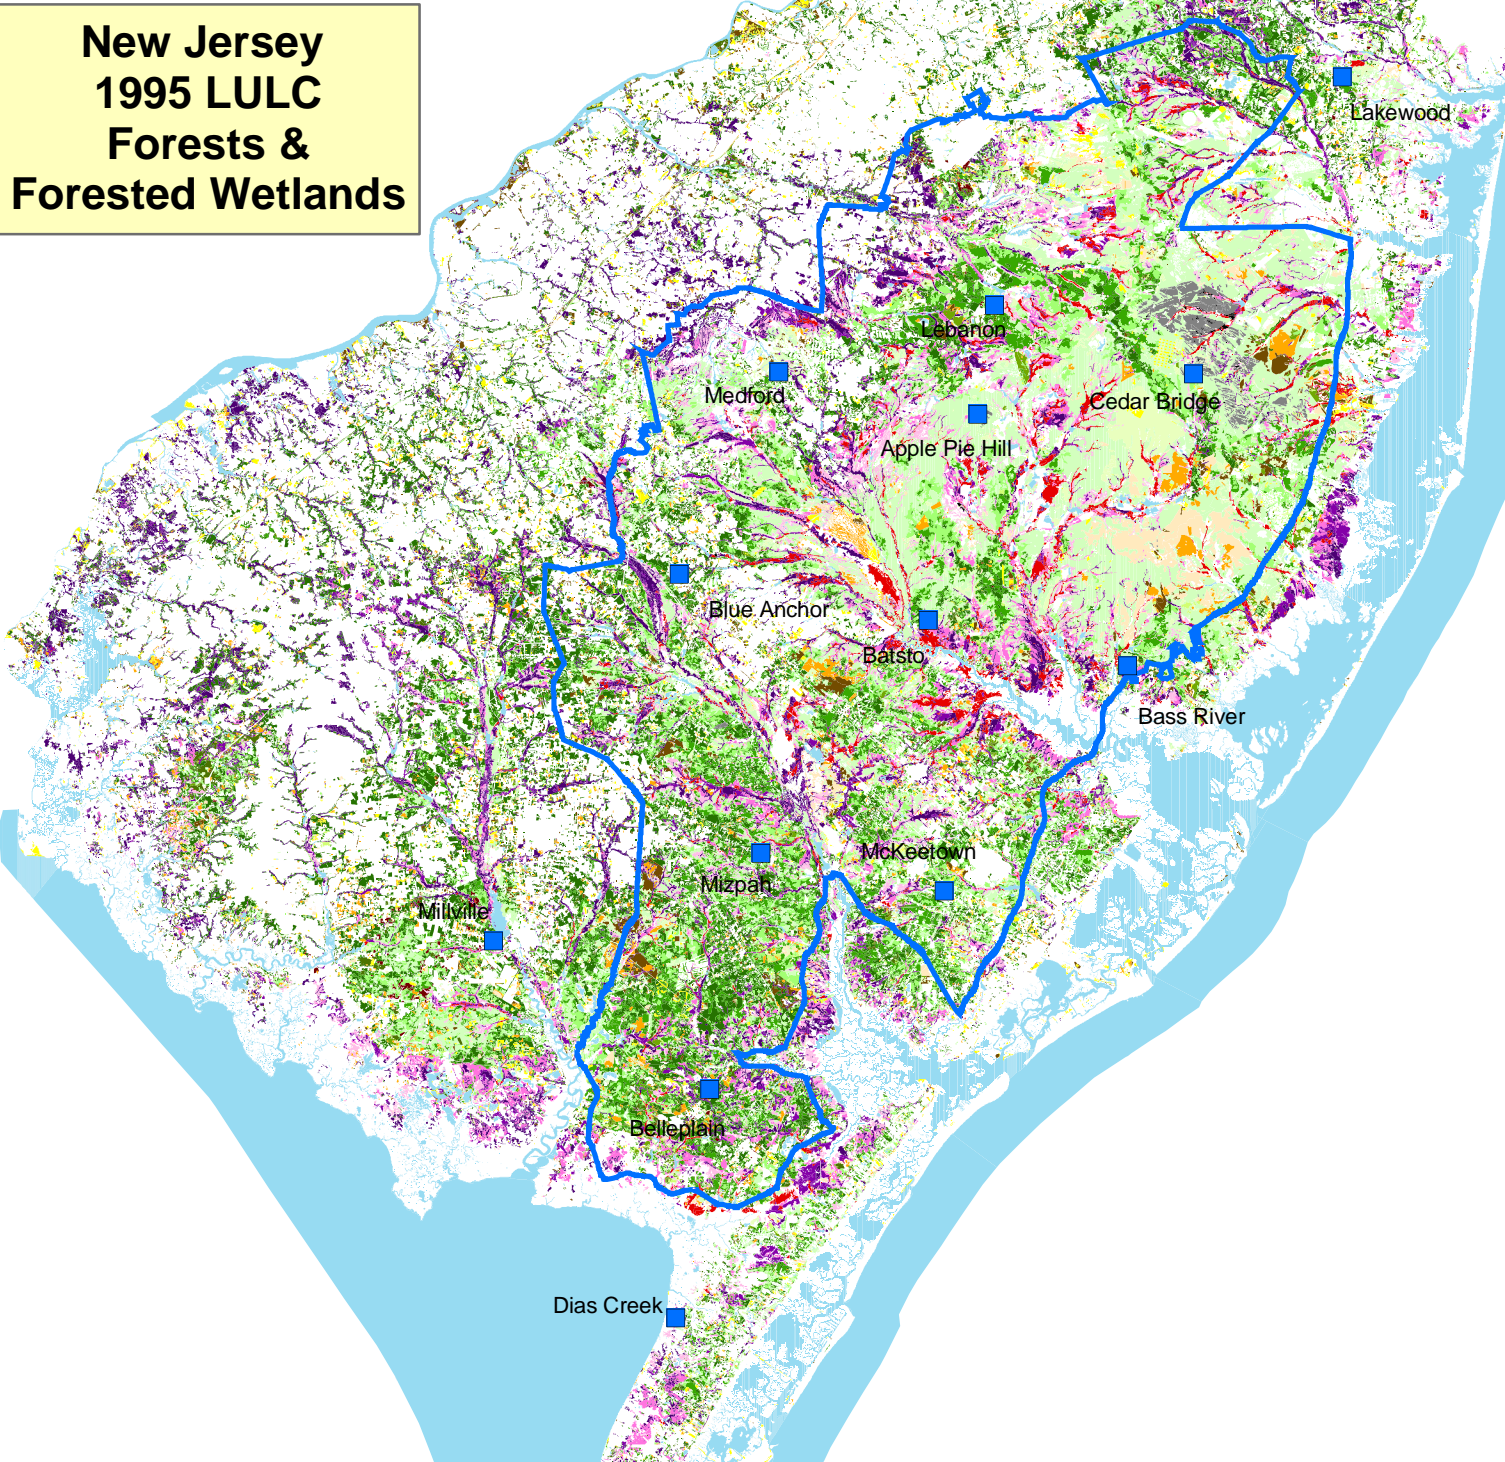 New Jersey
1995 LULC
Forests &
Forested Wetlands
Lakewood
Lebanon
Medford
Cedar Bridge
Apple Pie Hill
Blue Anchor
Batsto
Bass River
McKeetown
Mizpah
Millville
Belleplain
Dias Creek